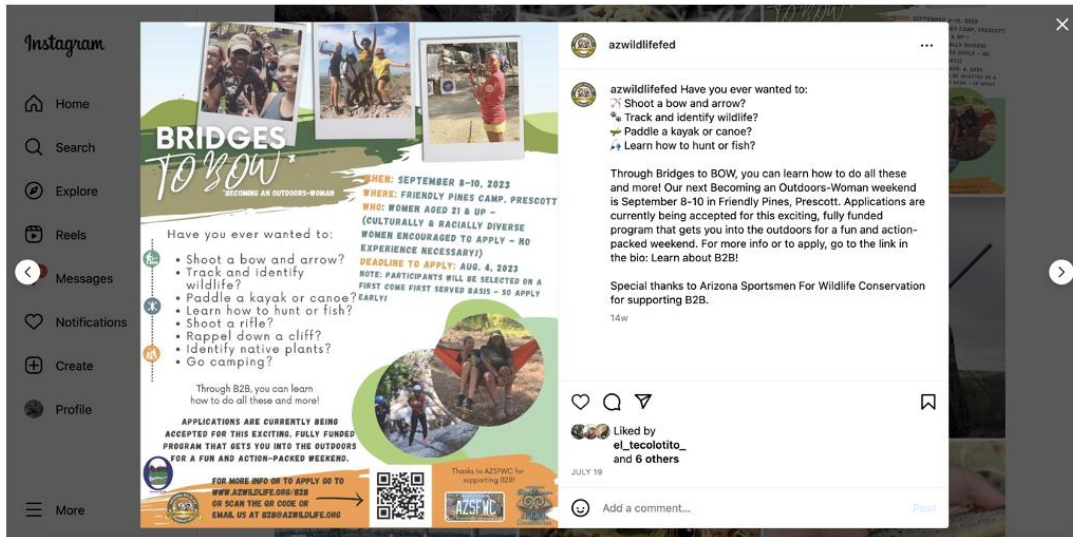 Instagram
Home
Search
Explore
Reels
Messages
Notifications
Create
Profile
More
BRIDGES
TO BOW*
*BECOMING AN OUTDOORS-WOMAN
WHEN: SEPTEMBER 8-10, 2023
WHERE: FRIENDLY PINES CAMP, PRESCOTT
WHO: WOMEN AGED 21 & UP -
(CULTURALLY & RACIALLY DIVERSE
WOMEN ENCOURAGED TO APPLY - NO
EXPERIENCE NECESSARY!)
DEADLINE TO APPLY: AUG. 4, 2023
NOTE: PARTICIPANTS WILL BE SELECTED ON A
FIRST COME FIRST SERVED BASIS - SO APPLY
EARLY!
Have you ever wanted to:
• Shoot a bow and arrow?
• Track and identify
wildlife?
• Paddle a kayak or canoe?
• Learn how to hunt or fish?
• Shoot a rifle?
• Rappel down a cliff?
• Identify native plants?
• Go camping?
Through B2B, you can learn
how to do all these and more!
APPLICATIONS ARE CURRENTLY BEING
ACCEPTED FOR THIS EXCITING, FULLY FUNDED
PROGRAM THAT GETS YOU INTO THE OUTDOORS
FOR A FUN AND ACTION-PACKED WEEKEND.
FOR MORE INFO OR TO APPLY GO TO
WWW.AZWILDLIFE.ORG/B2B
OR SCAN THE QR CODE OR
EMAIL US AT B2B@AZWILDLIFE.ORG
Thanks to AZSFWC for
supporting B2B!
AZSFWC
azwildlifefed
azwildlifefed Have you ever wanted to:
🏹 Shoot a bow and arrow?
🐾 Track and identify wildlife?
🛶 Paddle a kayak or canoe?
🎣 Learn how to hunt or fish?
Through Bridges to BOW, you can learn how to do all these
and more! Our next Becoming an Outdoors-Woman weekend
is September 8-10 in Friendly Pines, Prescott. Applications are
currently being accepted for this exciting, fully funded
program that gets you into the outdoors for a fun and action-
packed weekend. For more info or to apply, go to the link in
the bio: Learn about B2B!
Special thanks to Arizona Sportsmen For Wildlife Conservation
for supporting B2B.
14w
Liked by
el_tecolotito_
and 6 others
JULY 19
Add a comment...
Post